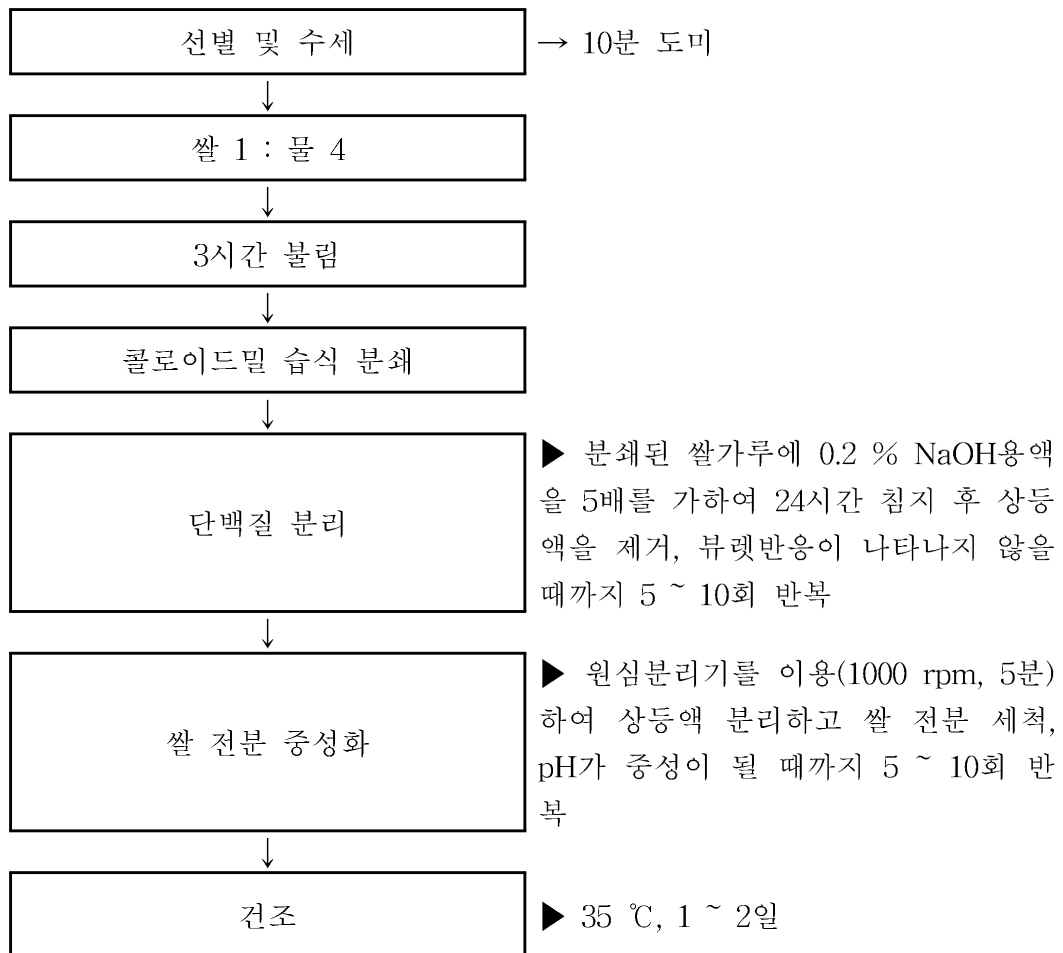 선별 및 수세 → 10분 도미
↓
쌀 1 : 물 4
↓
3시간 불림
↓
콜로이드밀 습식 분쇄
↓
단백질 분리
▶ 분쇄된 쌀가루에 0.2 % NaOH용액
을 5배를 가하여 24시간 침지 후 상등
액을 제거, 뷰렛반응이 나타나지 않을
때까지 5 ~ 10회 반복
↓
쌀 전분 중성화
▶ 원심분리기를 이용(1000 rpm, 5분)
하여 상등액 분리하고 쌀 전분 세척,
pH가 중성이 될 때까지 5 ~ 10회 반
복
↓
건조 ▶ 35 ℃, 1 ~ 2일